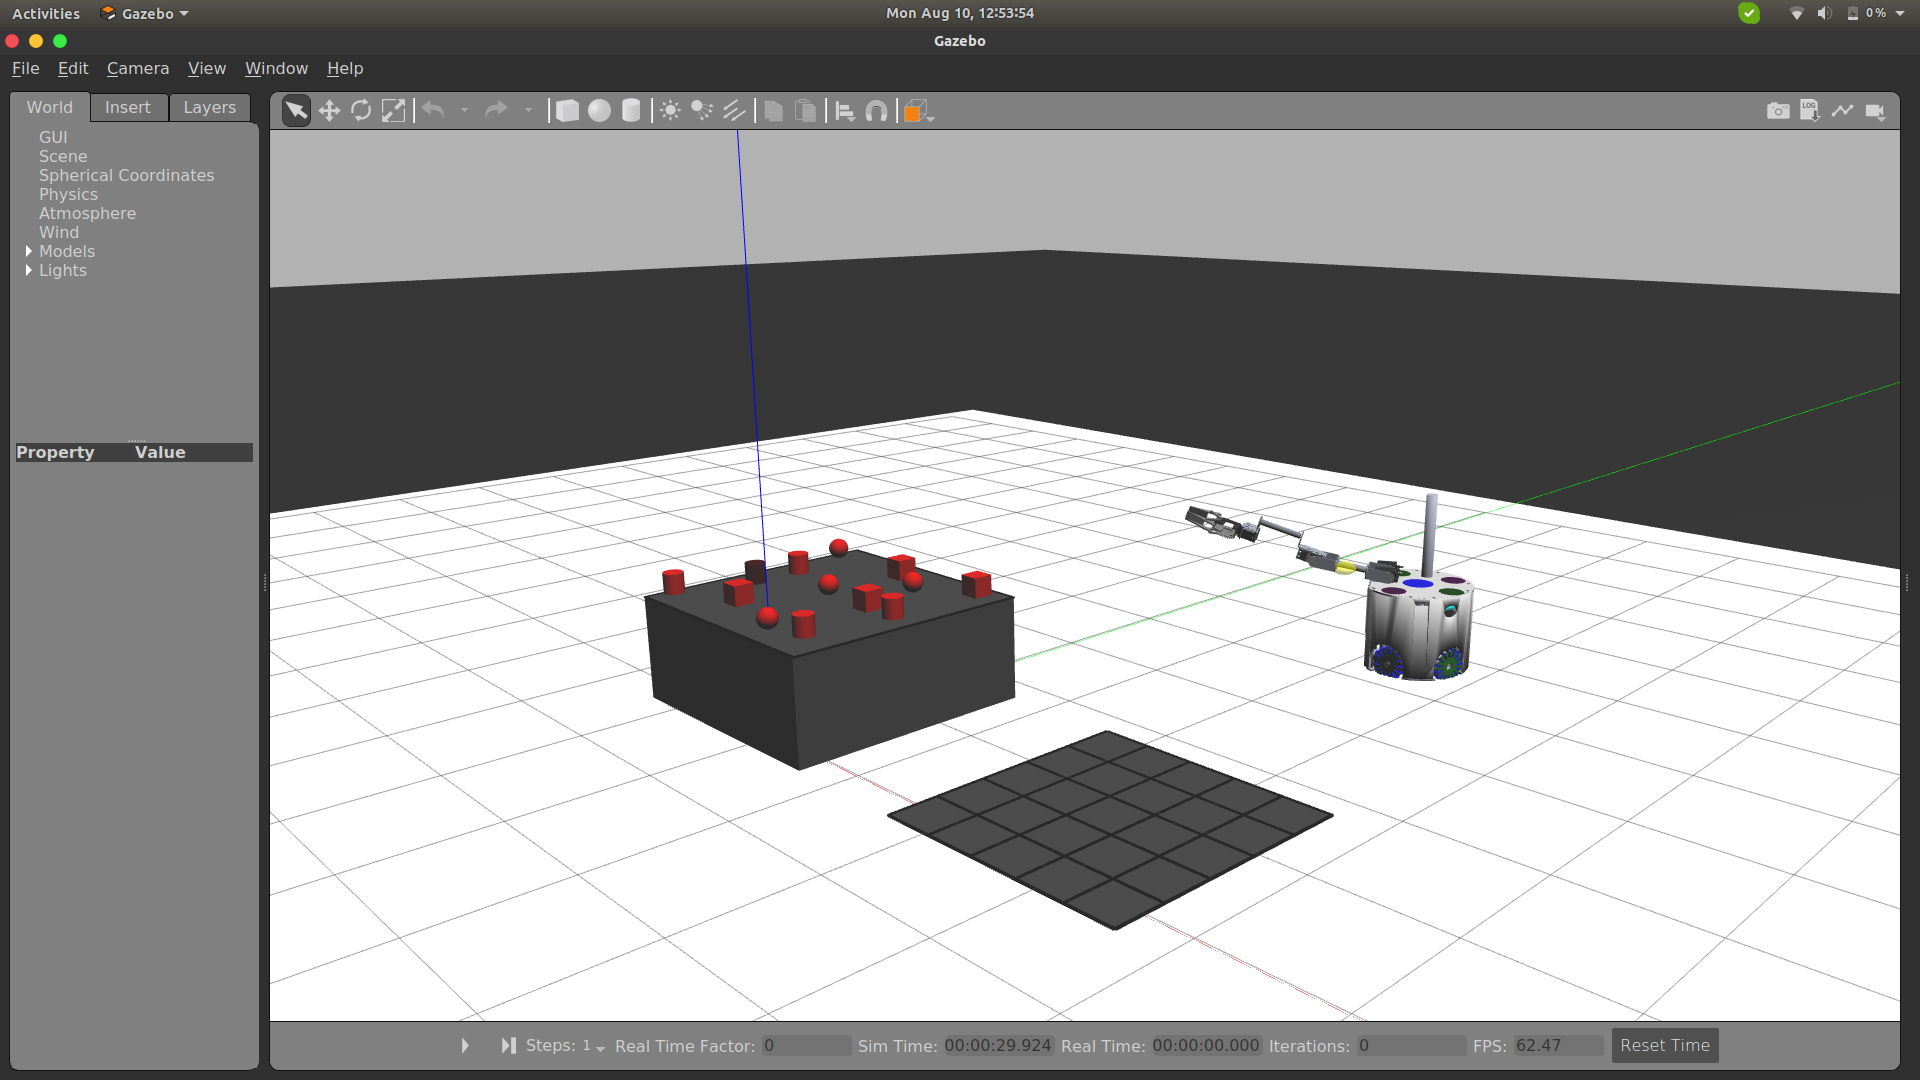 Activities Gazebo Mon Aug 10, 12:53:54 0 %
Gazebo
File Edit Camera View Window Help
World Insert Layers
LOG
GUI
Scene
Spherical Coordinates
Physics
Atmosphere
Wind
Models
Lights
Property Value
Steps: 1 Real Time Factor: 0 Sim Time: 00:00:29.924 Real Time: 00:00:00.000 Iterations: 0 FPS: 62.47 Reset Time